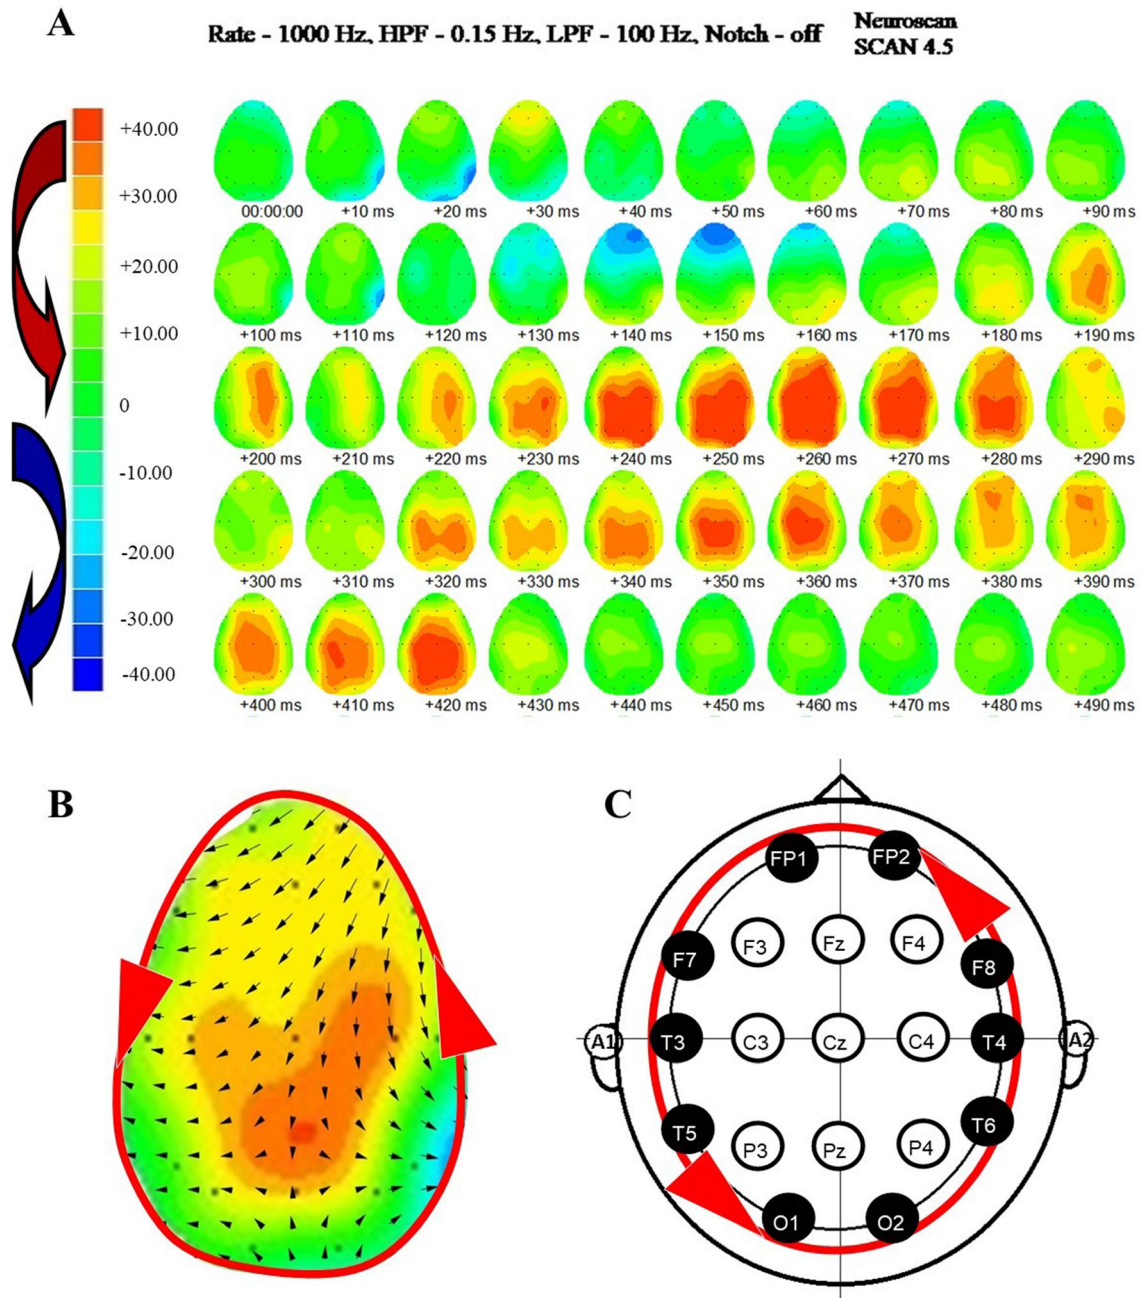 A
Rate - 1000 Hz, HPF - 0.15 Hz, LPF - 100 Hz, Notch - off
Neuroscan
SCAN 4.5
+40.00
+30.00
+20.00
+10.00
0
-10.00
-20.00
-30.00
-40.00
00:00:00 +10 ms +20 ms +30 ms +40 ms +50 ms +60 ms +70 ms +80 ms +90 ms
+100 ms +110 ms +120 ms +130 ms +140 ms +150 ms +160 ms +170 ms +180 ms +190 ms
+200 ms +210 ms +220 ms +230 ms +240 ms +250 ms +260 ms +270 ms +280 ms +290 ms
+300 ms +310 ms +320 ms +330 ms +340 ms +350 ms +360 ms +370 ms +380 ms +390 ms
+400 ms +410 ms +420 ms +430 ms +440 ms +450 ms +460 ms +470 ms +480 ms +490 ms
B
C
FP1 FP2
F7 F3 Fz F4 F8
A1 T3 C3 Cz C4 T4 A2
T5 P3 Pz P4 T6
O1 O2